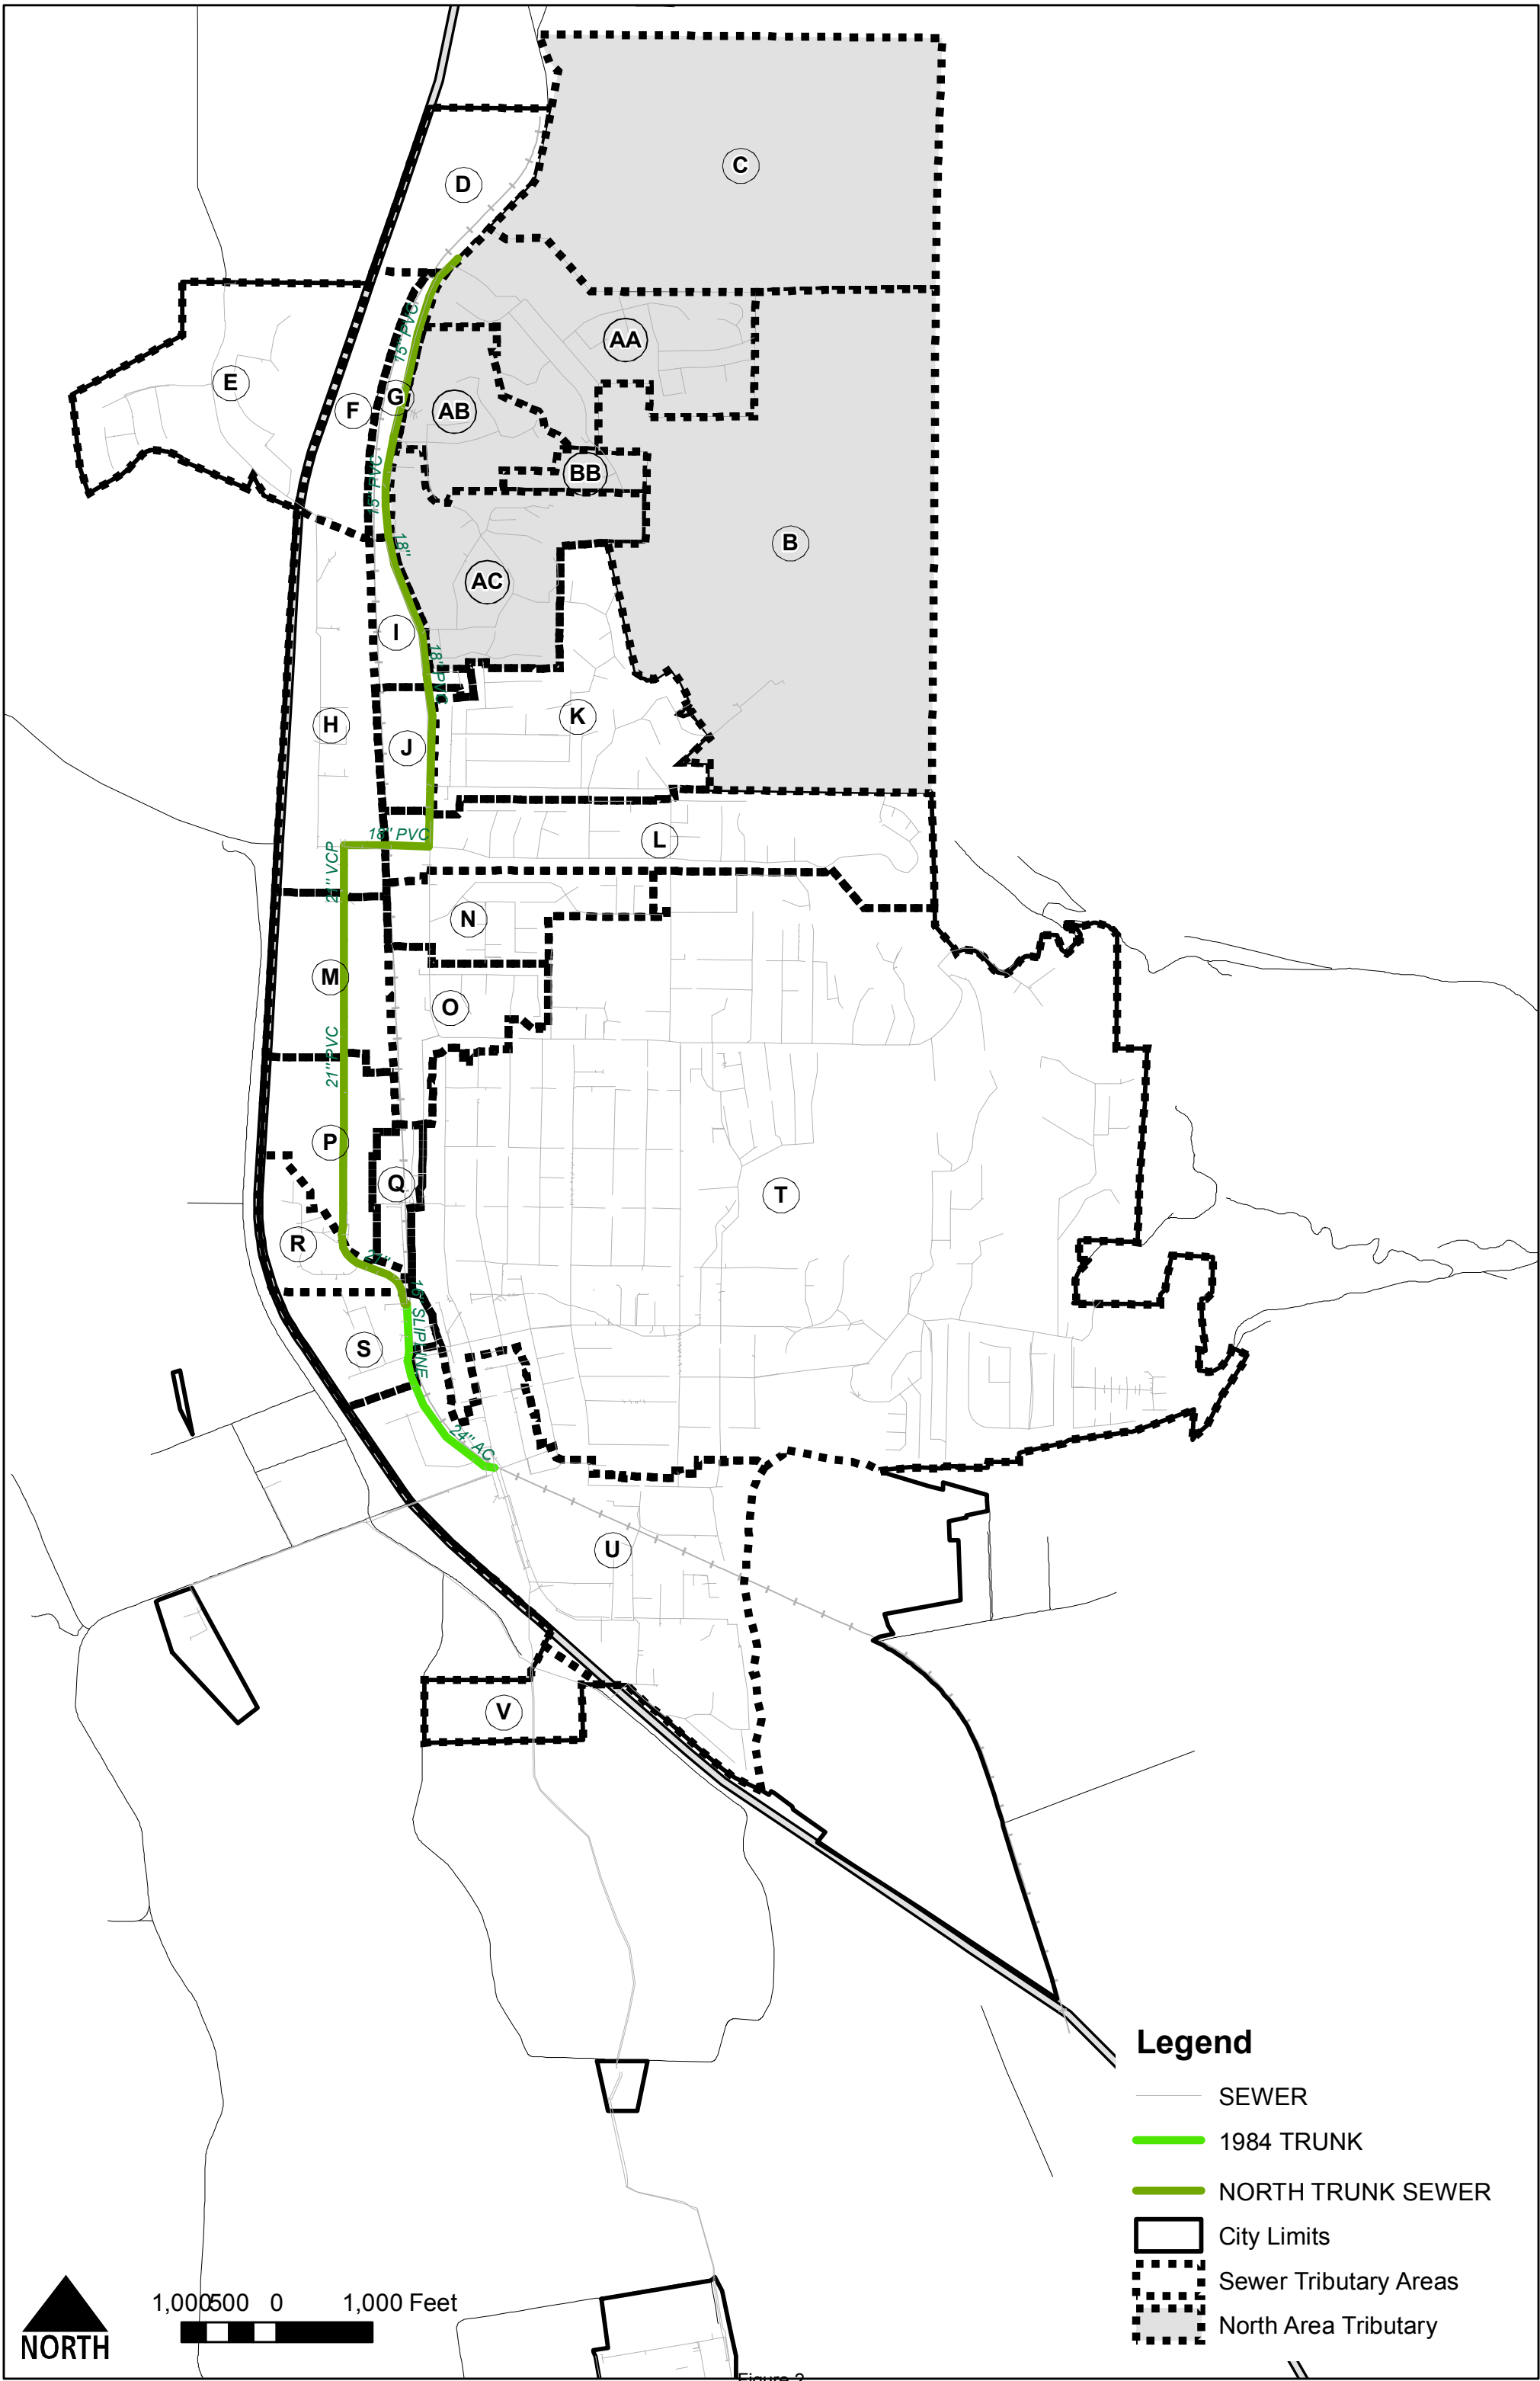 C
D
15" PVC
AA
E
G
F
AB
15" PVC
BB
18"
B
AC
I
18" PVC
K
H
J
18" PVC
L
21" VCP
N
M
O
21" PVC
P
Q
T
R
21"
18" SLIPLINE
S
24" AC
U
V
Legend
SEWER
1984 TRUNK
NORTH TRUNK SEWER
City Limits
Sewer Tributary Areas
North Area Tributary
1,000 500 0 1,000 Feet
NORTH